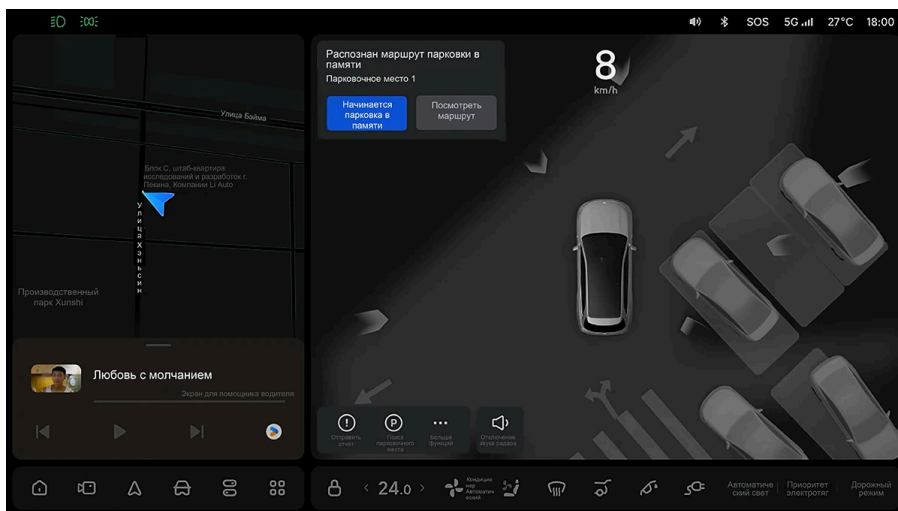 SOS 5G 27°C 18:00
Распознан маршрут парковки в
памяти
Парковочное место 1
Начинается
парковка в
памяти
Посмотреть
маршрут
8
km/h
Улица Байма
Блок С, штаб-квартира
исследований и разработок г.
Пекина, Компании Li Auto
Улица Хэньсин
Производственный
парк Xunshi
Любовь с молчанием
Экран для помощника водителя
Отправить
отчет
Поиск
парковочного
места
Больше
функций
Отключение
звука радара
24.0
Кондицио
нер
Автоматич
еский
Автоматиче
ский свет
Приоритет
электротяг
Дорожный
режим